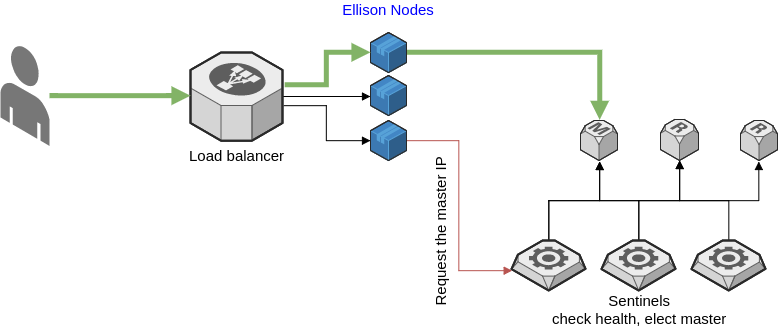 Ellison Nodes
M
R
R
Load balancer
Request the master IP
Sentinels
check health, elect master